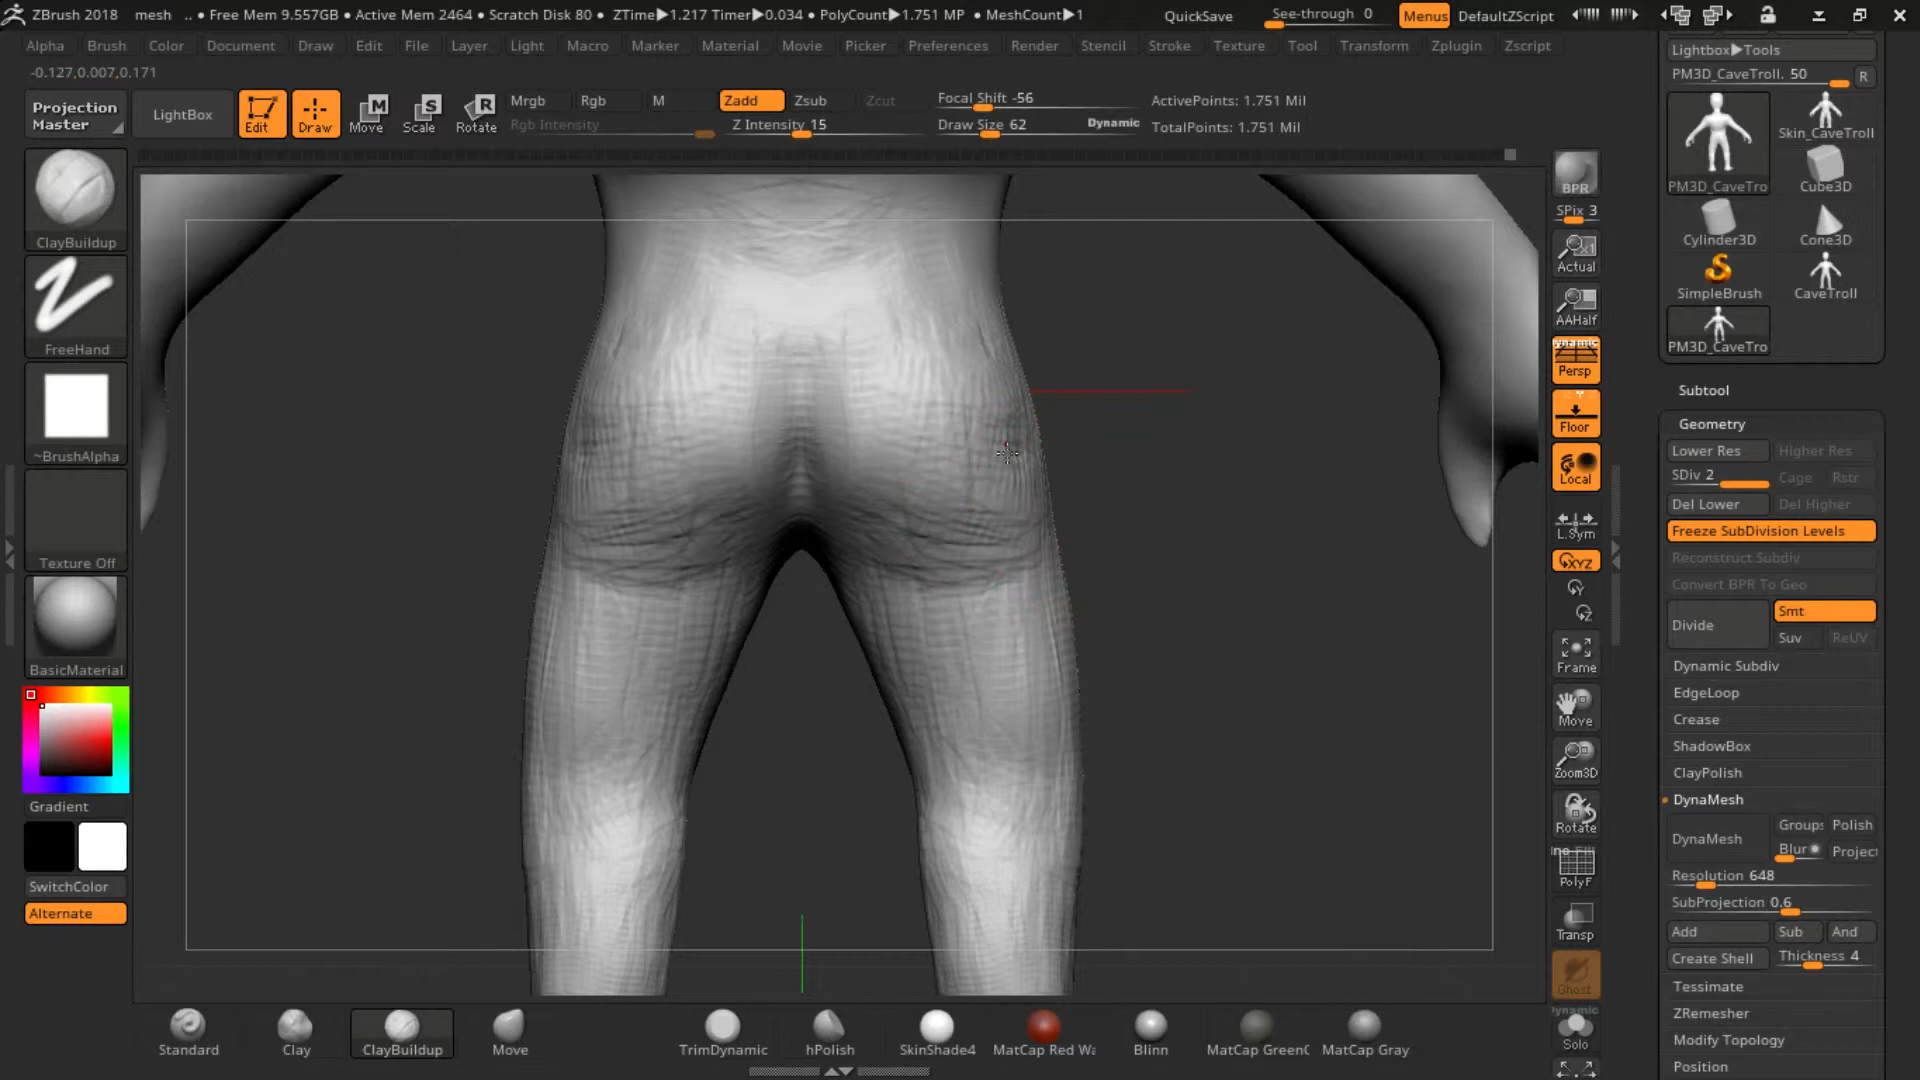 ZBrush 2018 mesh .. • Free Mem 9.557GB • Active Mem 2464 • Scratch Disk 80 • ZTime▶1.217 Timer▶0.034 • PolyCount▶1.751 MP • MeshCount▶1 QuickSave See-through 0 Menus DefaultZScript
Alpha Brush Color Document Draw Edit File Layer Light Macro Marker Material Movie Picker Preferences Render Stencil Stroke Texture Tool Transform Zplugin Zscript
-0.127,0.007,0.171
Projection Master
LightBox
Edit
Draw
Move
Scale
Rotate
Mrgb Rgb M Zadd Zsub Zcut
Rgb Intensity Z Intensity 15
Focal Shift -56
Draw Size 62 Dynamic
ActivePoints: 1.751 Mil
TotalPoints: 1.751 Mil
ClayBuildup
FreeHand
~BrushAlpha
Texture Off
BasicMaterial
Gradient
SwitchColor
Alternate
BPR
SPix 3
Actual
AAHalf
Persp
Floor
Local
L.Sym
XYZ
Y
Z
Frame
Move
Zoom3D
Rotate
PolyF
Transp
Ghost
Dynamic
Solo
Lightbox▶Tools
PM3D_CaveTroll. 50 R
PM3D_CaveTro
Skin_CaveTroll
Cube3D
Cylinder3D
Cone3D
SimpleBrush
CaveTroll
PM3D_CaveTro
Subtool
Geometry
Lower Res Higher Res
SDiv 2 Cage Rstr
Del Lower Del Higher
Freeze SubDivision Levels
Reconstruct Subdiv
Convert BPR To Geo
Divide Smt
Suv ReUV
Dynamic Subdiv
EdgeLoop
Crease
ShadowBox
ClayPolish
DynaMesh
DynaMesh Groups Polish
Blur Project
Resolution 648
SubProjection 0.6
Add Sub And
Create Shell Thickness 4
Tessimate
ZRemesher
Modify Topology
Position
Standard
Clay
ClayBuildup
Move
TrimDynamic
hPolish
SkinShade4
MatCap Red Wa
Blinn
MatCap GreenC
MatCap Gray